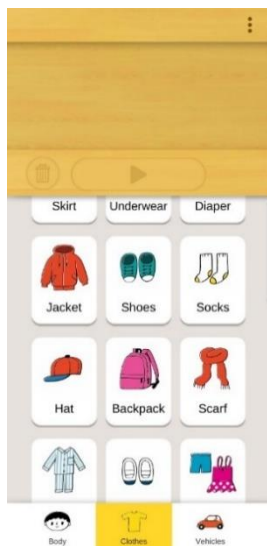 Skirt Underwear Diaper
Jacket Shoes Socks
Hat Backpack Scarf
Body Clothes Vehicles